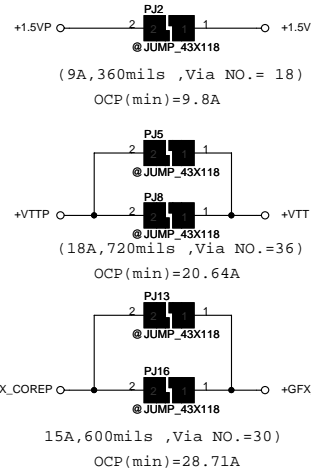 PJ2
+1.5VP 2 2 1 1 +1.5V
@ JUMP_43X118
(9A,360mils ,Via NO.= 18)
OCP(min)=9.8A
PJ5
2 2 1 1
@ JUMP_43X118
PJ8
+VTTP 2 2 1 1 +VTT
@ JUMP_43X118
(18A,720mils ,Via NO.=36)
OCP(min)=20.64A
PJ13
2 2 1 1
@ JUMP_43X118
PJ16
X_COREP 2 2 1 1 +GFX
@ JUMP_43X118
15A,600mils ,Via NO.=30)
OCP(min)=28.71A